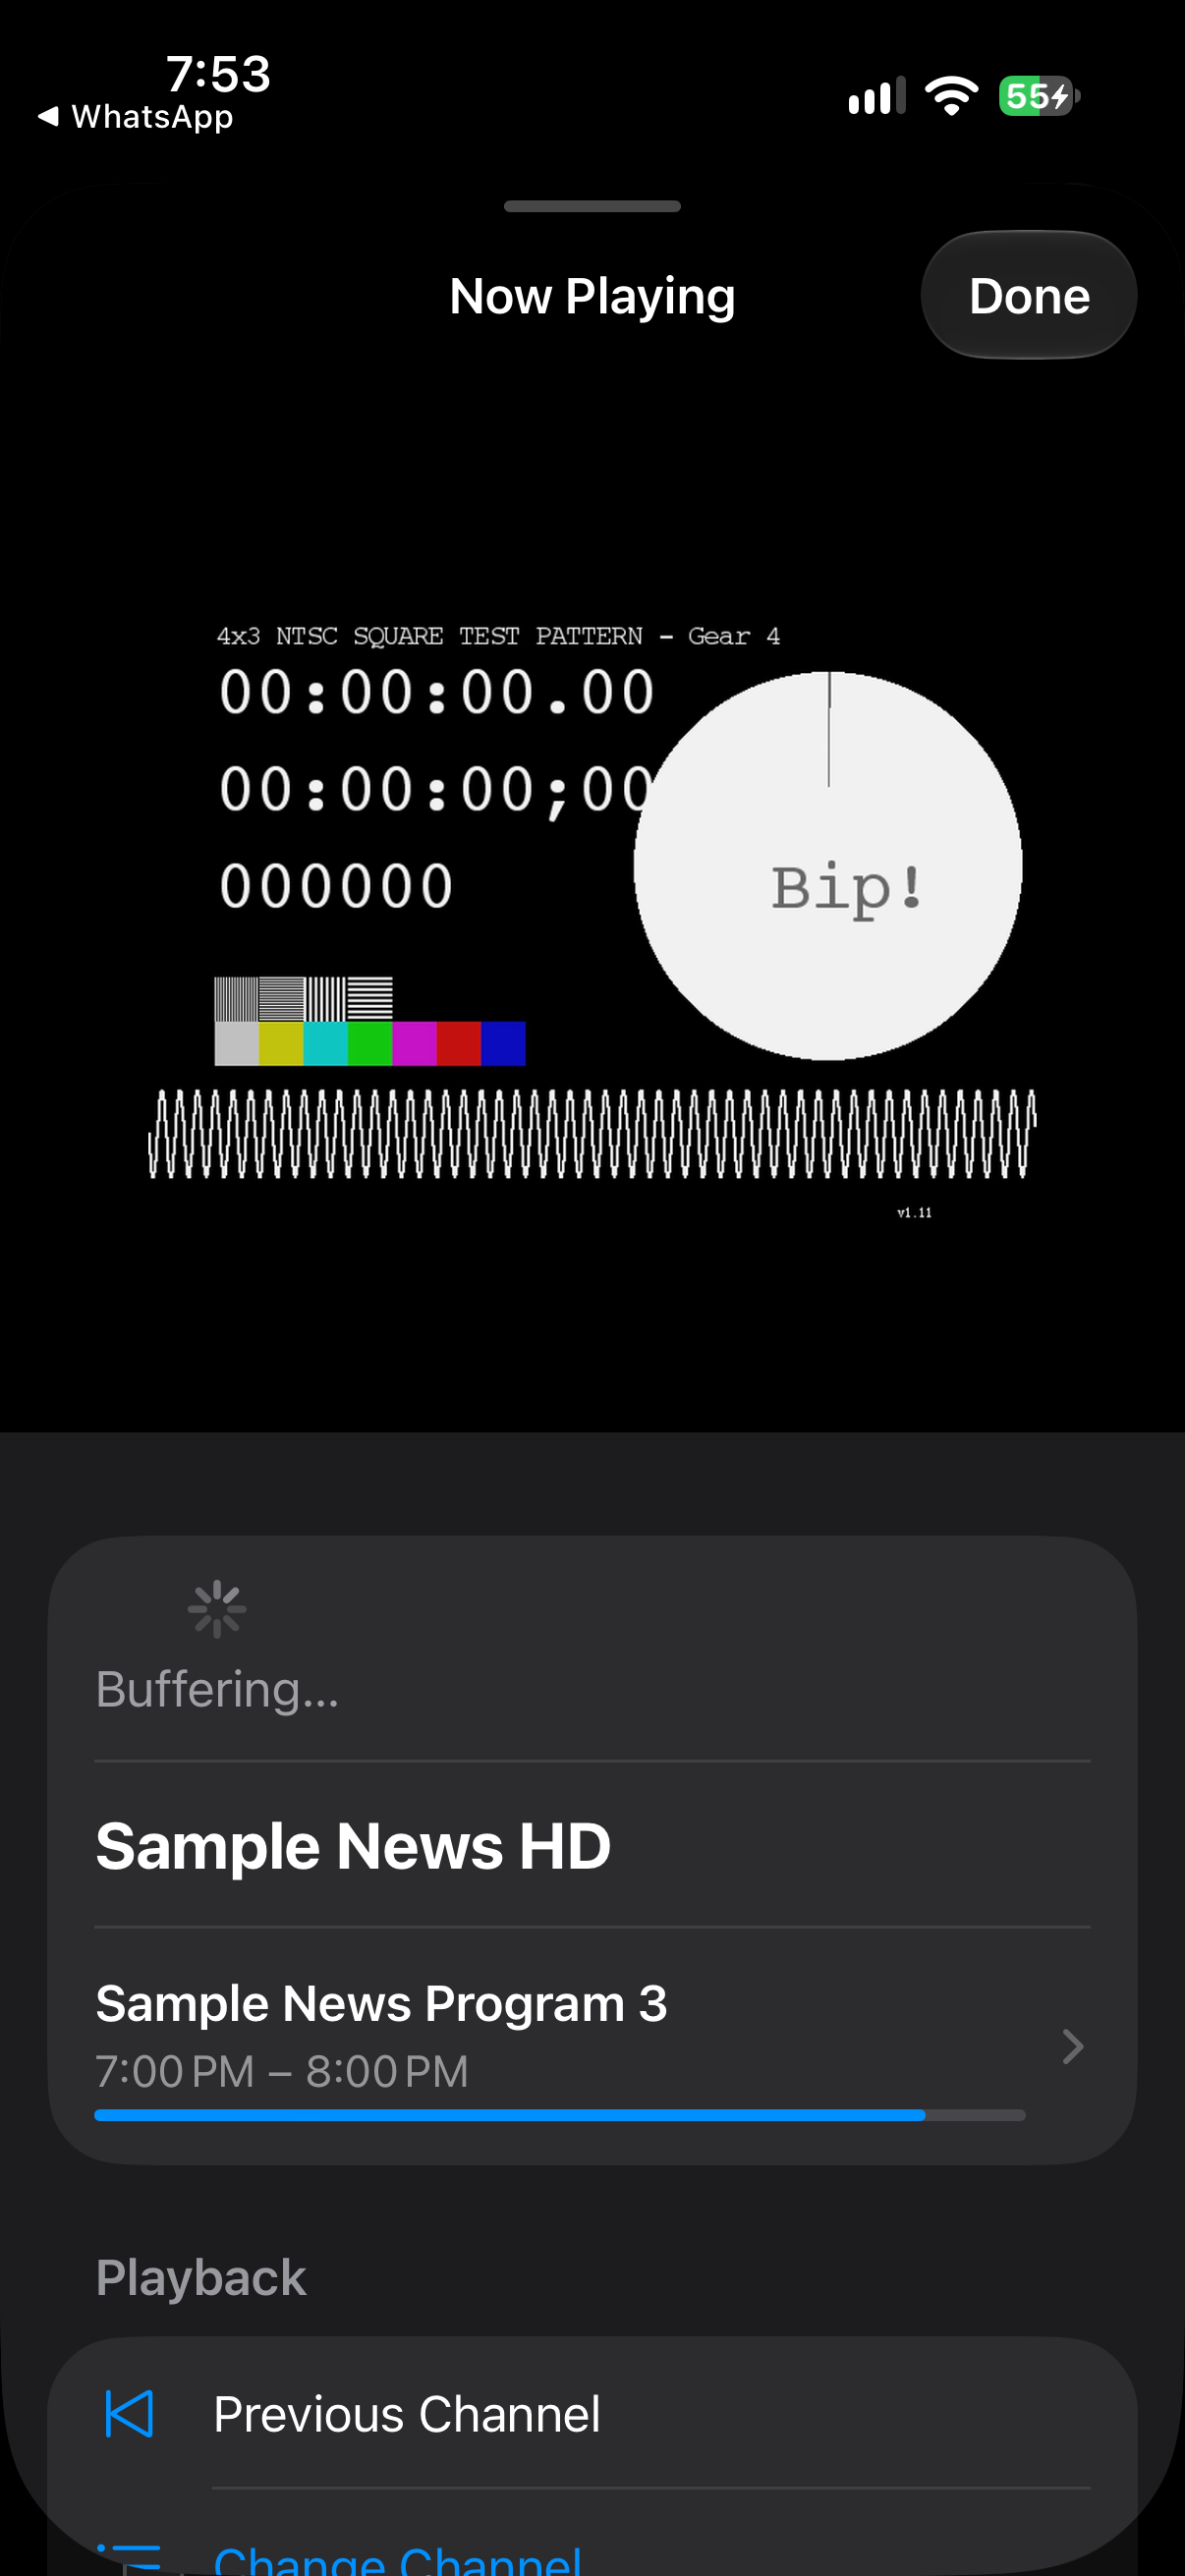 7:53
55
WhatsApp
Now Playing
Done
4x3 NTSC SQUARE TEST PATTERN - Gear 4
00:00:00.00
00:00:00;00
000000
Bip!
v1.11
Buffering...
Sample News HD
Sample News Program 3
7:00 PM – 8:00 PM
Playback
Previous Channel
Change Channel